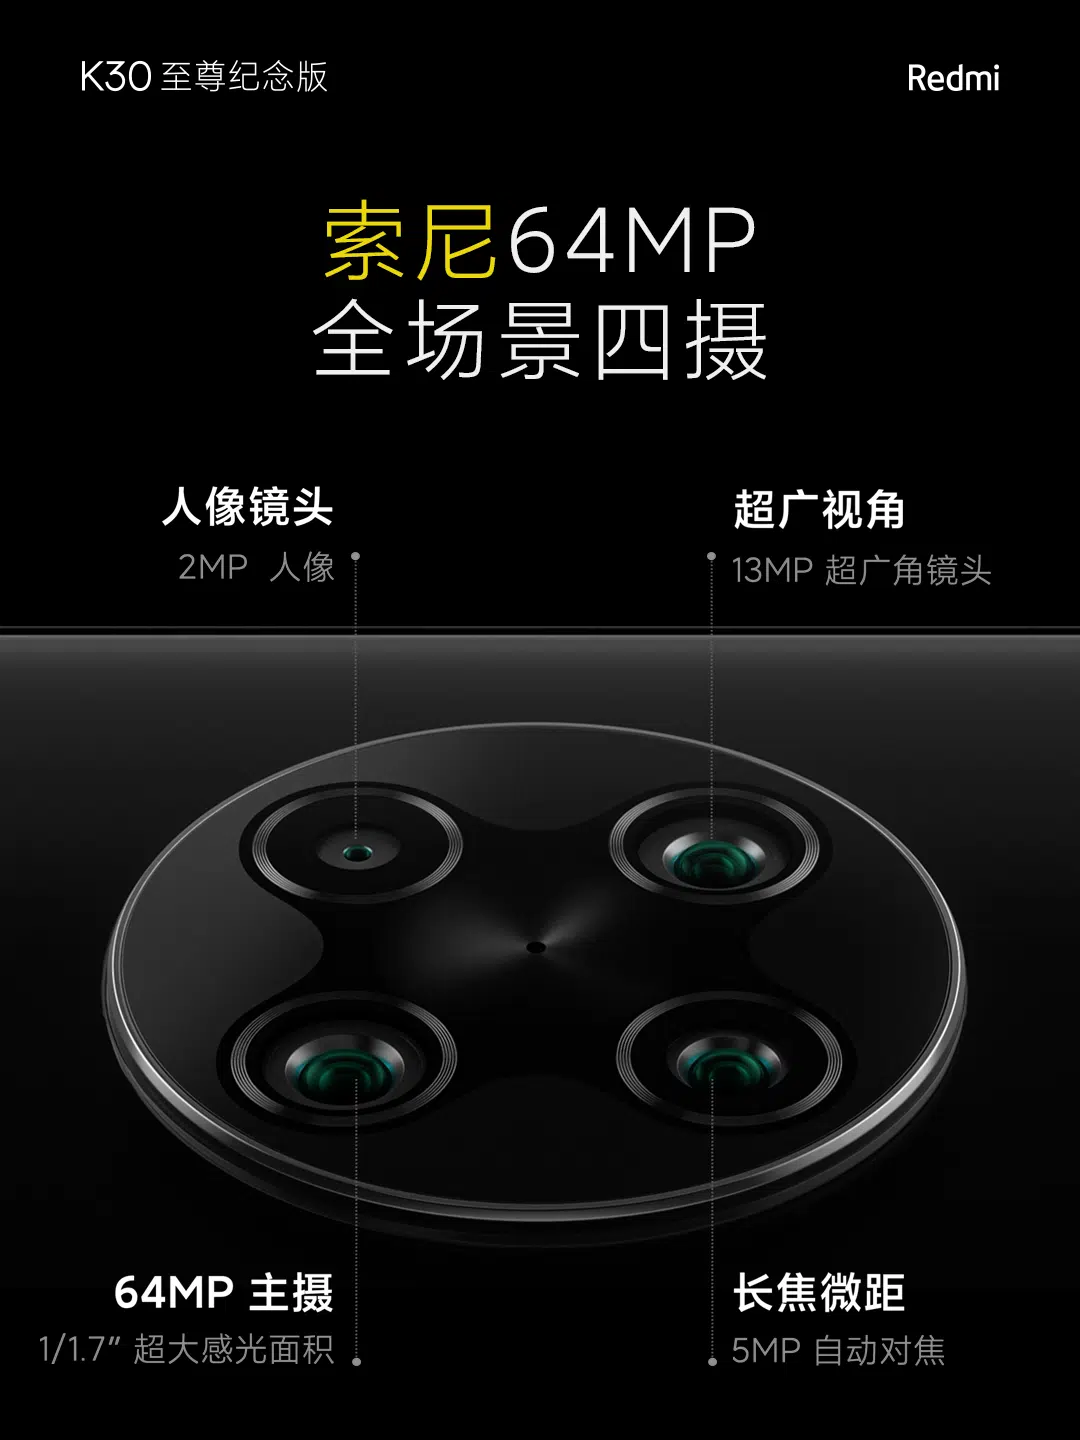 K30 至尊纪念版
Redmi
索尼64MP
全场景四摄
人像镜头
2MP 人像
超广视角
13MP 超广角镜头
64MP 主摄
1/1.7” 超大感光面积
长焦微距
5MP 自动对焦